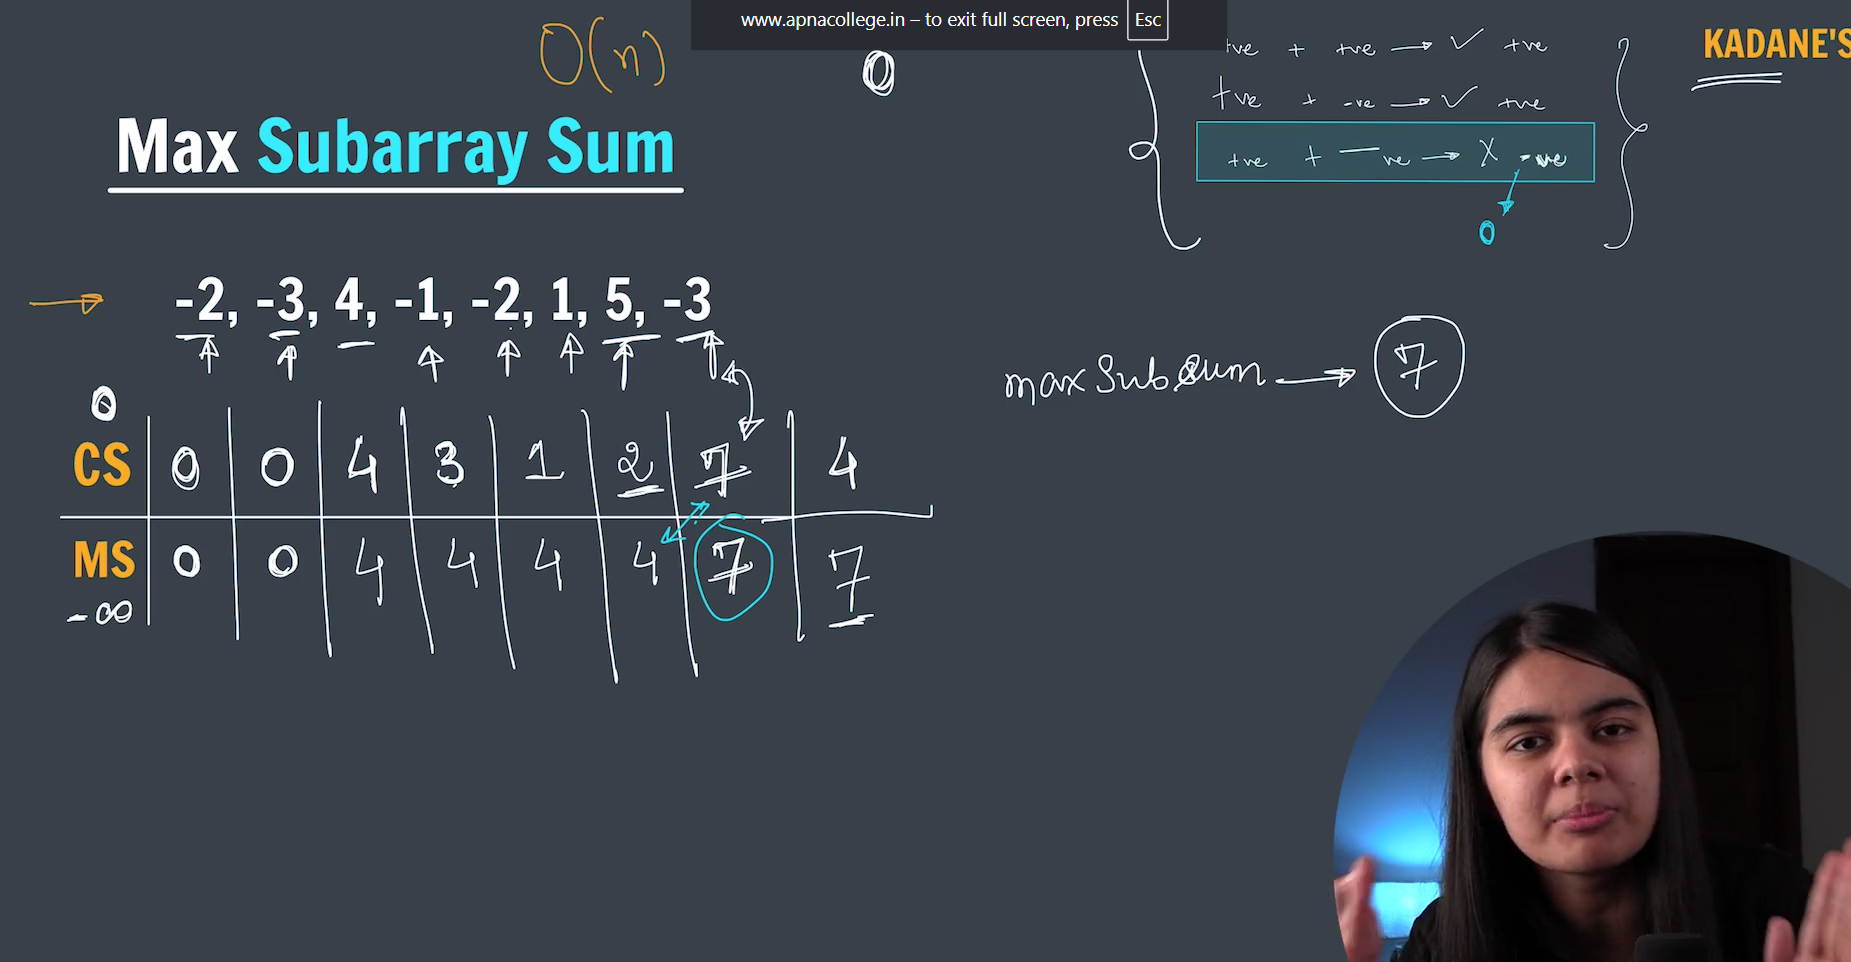 www.apnacollege.in – to exit full screen, press Esc
O(n)
0
+ve + +ve → ✓ +ve
KADANE'S
+ve + -ve → ✓ +ve
Max Subarray Sum
+ve + — ve → X -ve
0
→ -2, -3, 4, -1, -2, 1, 5, -3
maxSubSum → 7
0
CS 0 0 4 3 1 2 7 4
MS 0 0 4 4 4 4 7 7
-∞